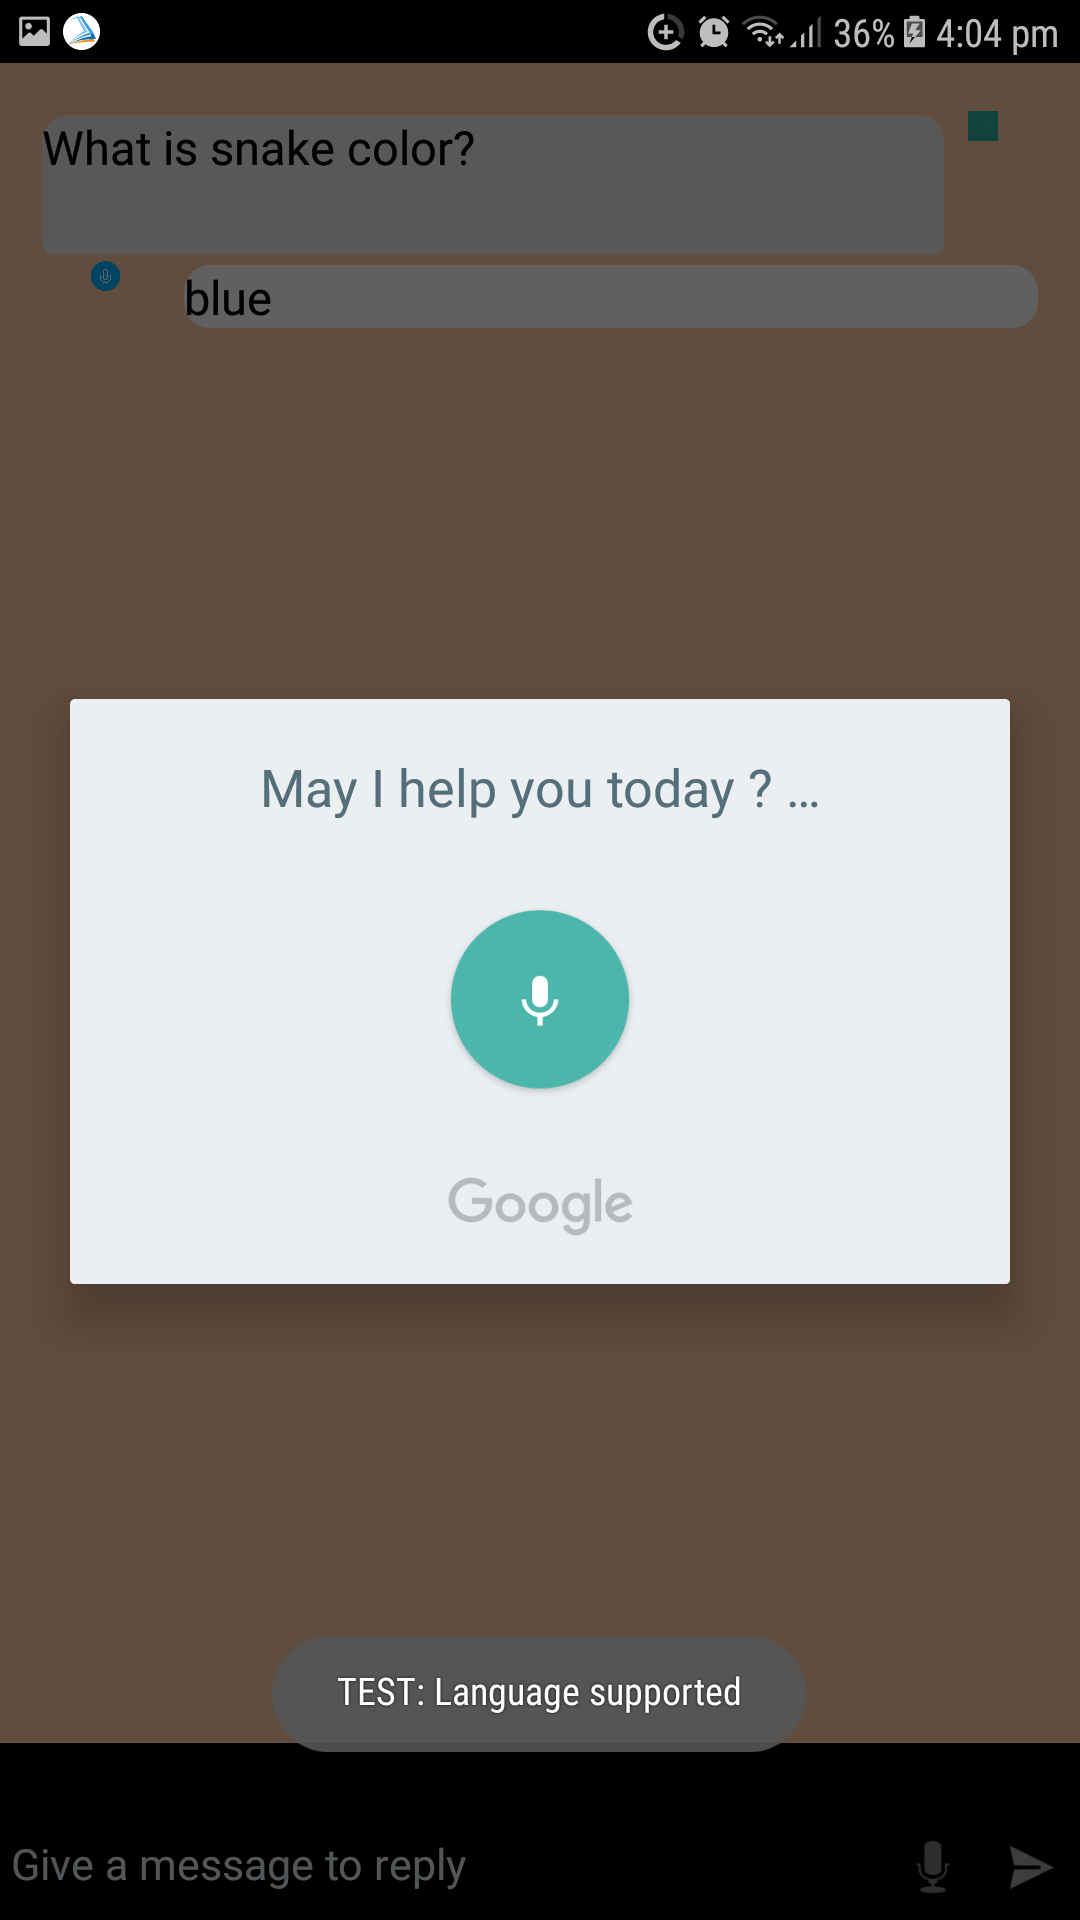 36% 4:04 pm
What is snake color?
blue
May I help you today ? ...
Google
TEST: Language supported
Give a message to reply